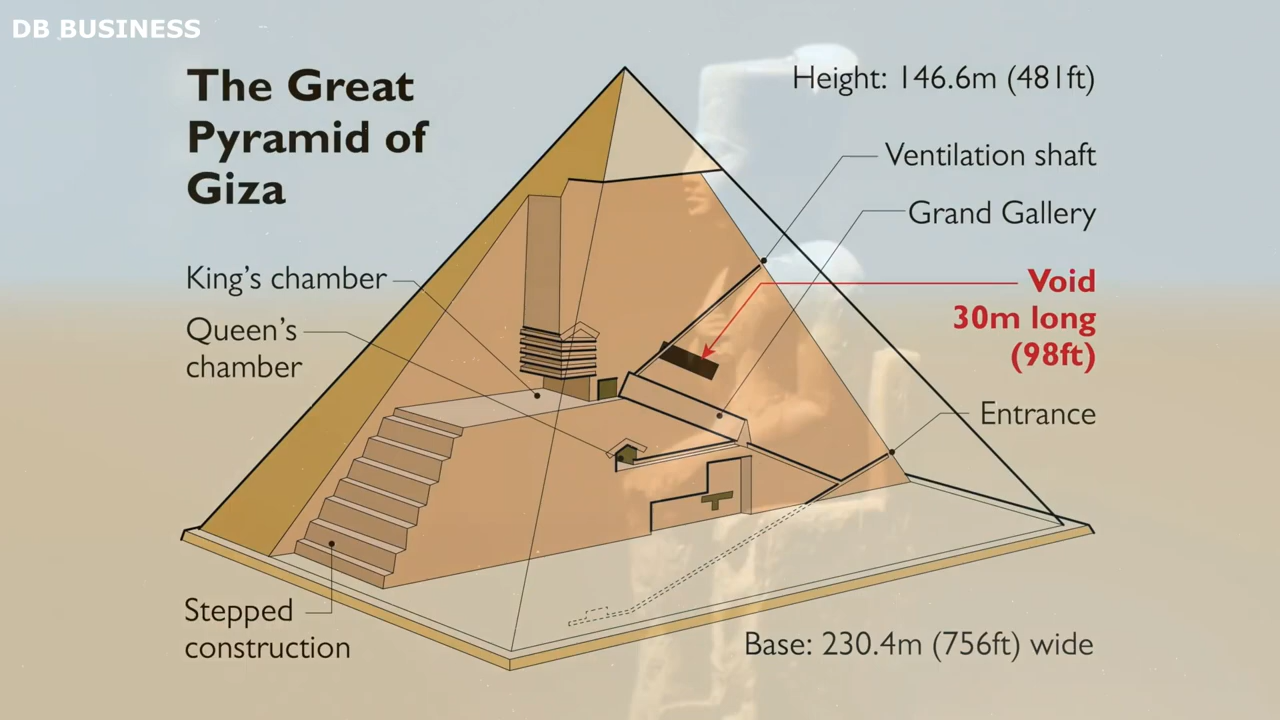 DB BUSINESS
The Great
Pyramid of
Giza
Height: 146.6m (481ft)
Ventilation shaft
Grand Gallery
King's chamber
Void
30m long
(98ft)
Queen's
chamber
Entrance
Stepped
construction
Base: 230.4m (756ft) wide